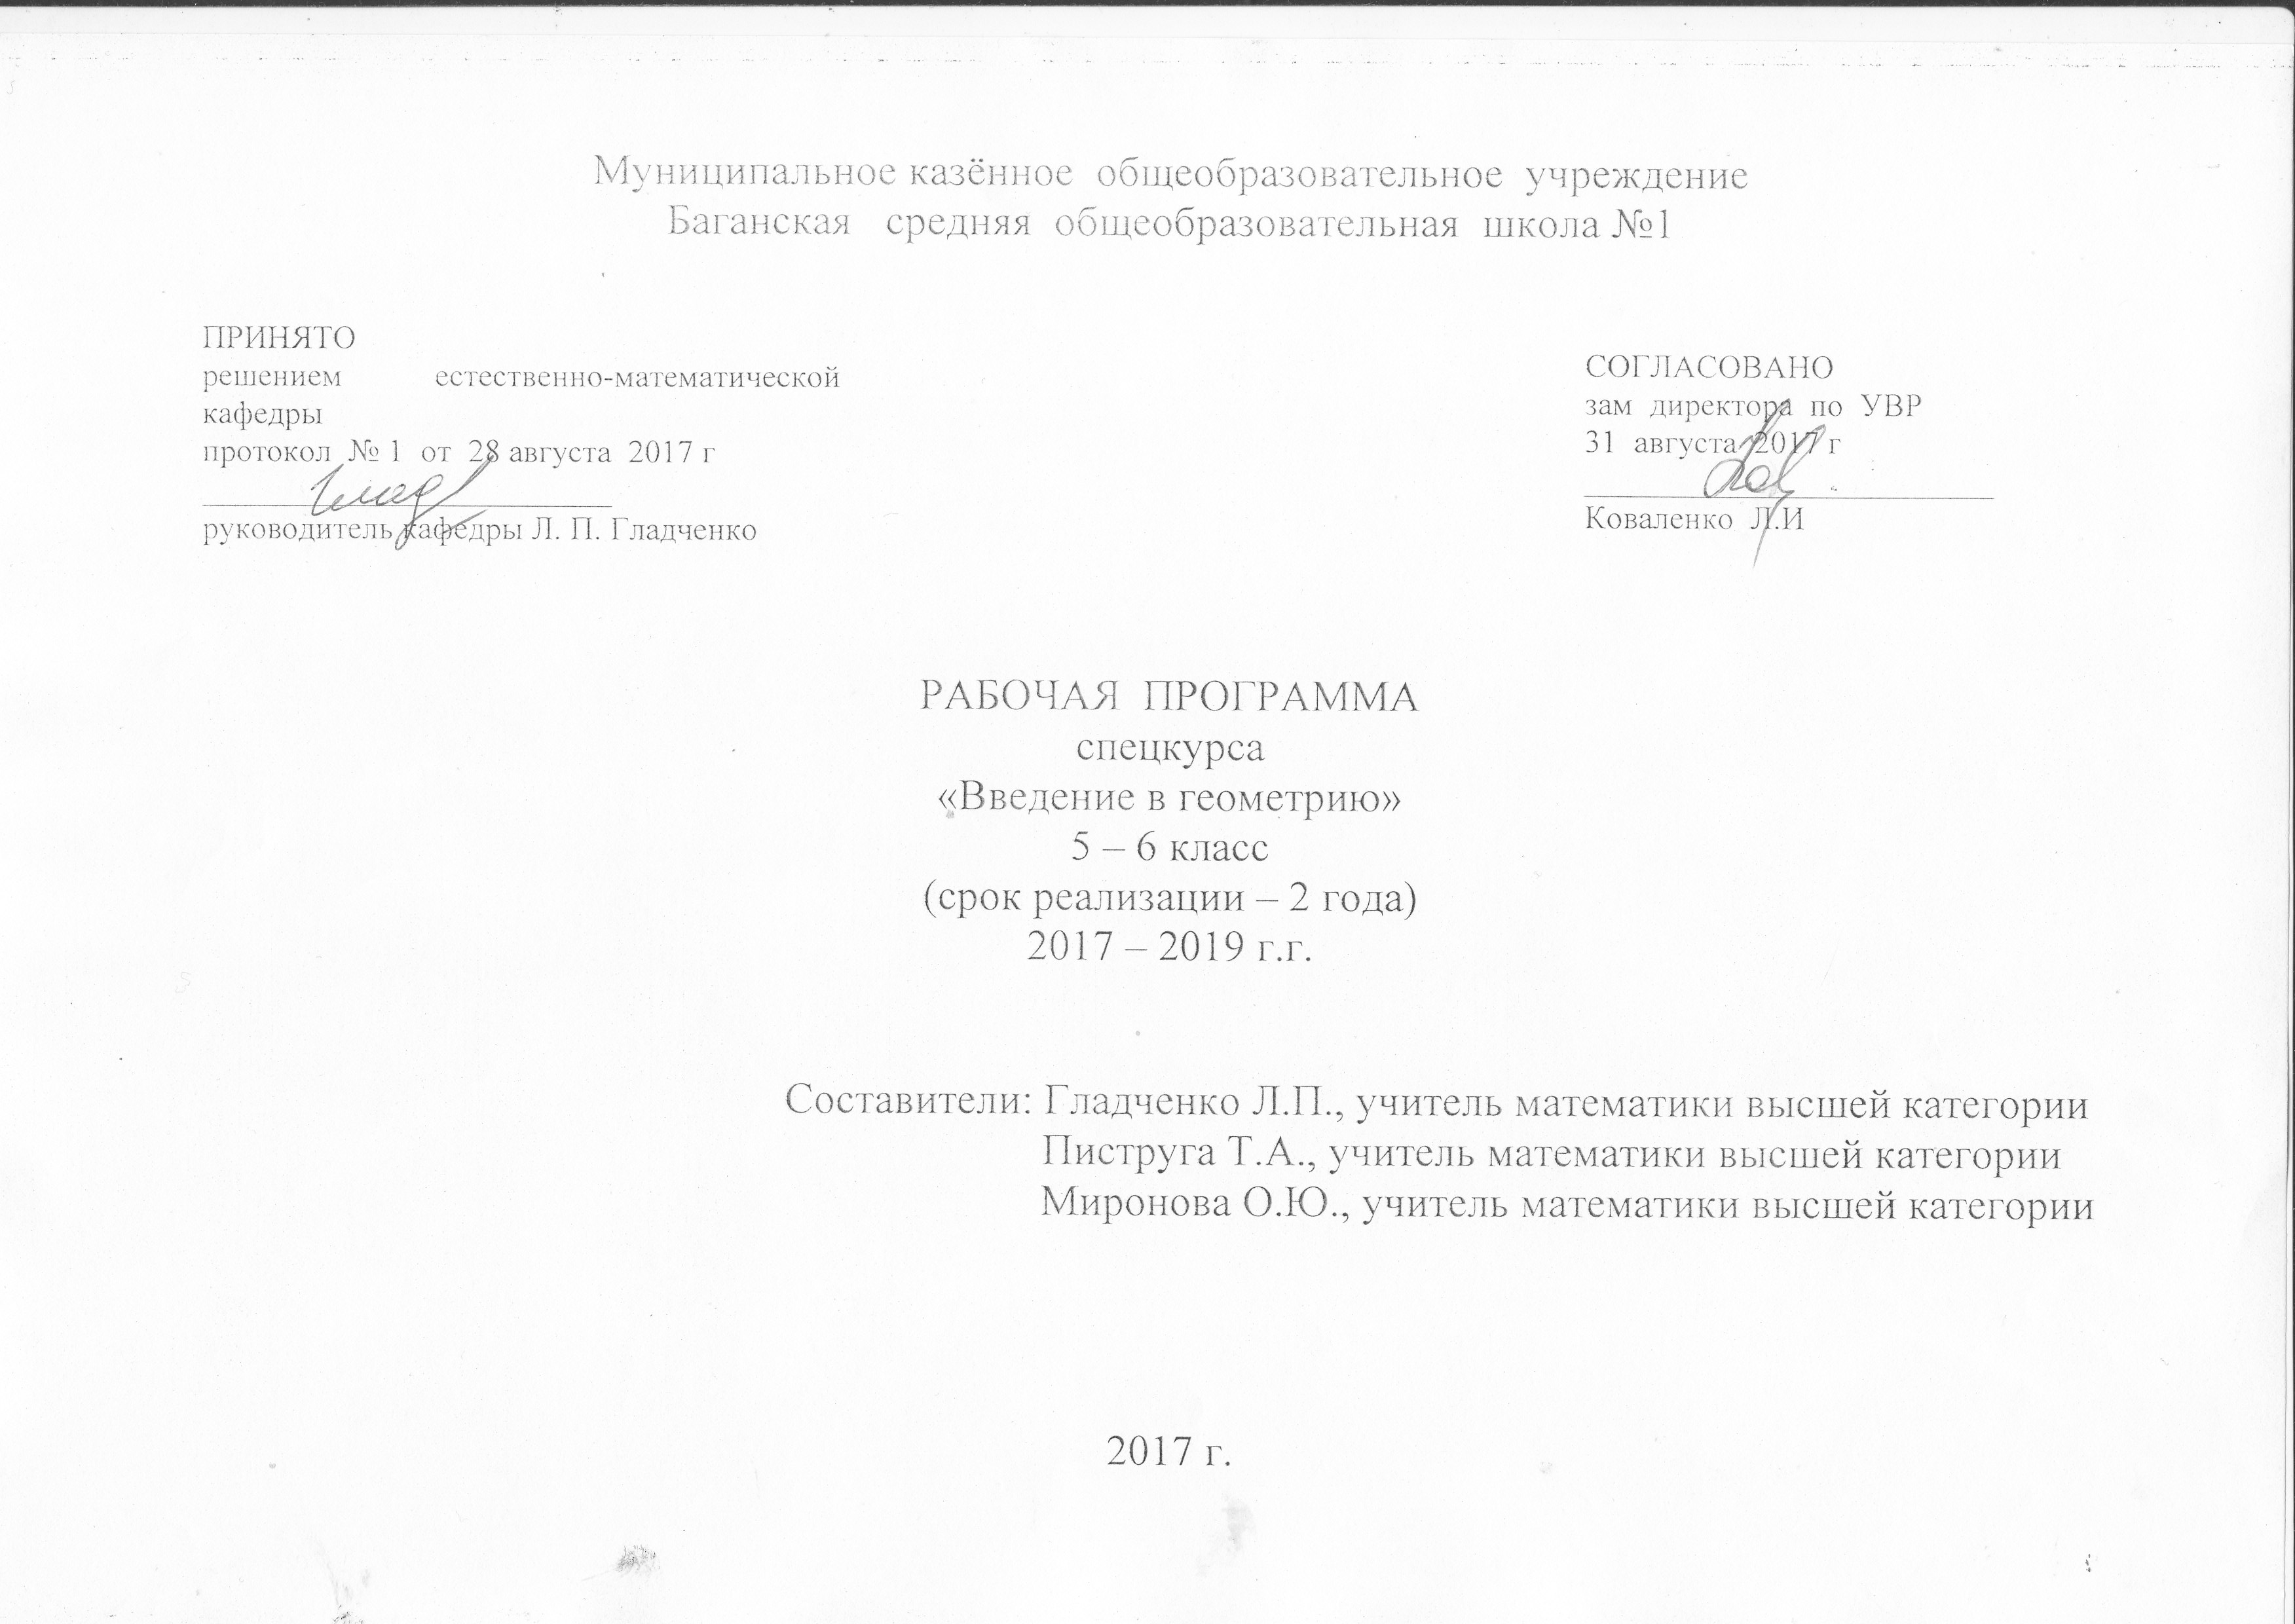 Муниципальное казённое общеобразовательное учреждение
Баганская средняя общеобразовательная школа №1
ПРИНЯТО
решением естественно-математической
кафедры
протокол № 1 от 28 августа 2017 г
руководитель кафедры Л. П. Гладченко
СОГЛАСОВАНО
зам директора по УВР
31 августа 2017 г
Коваленко Л.И
РАБОЧАЯ ПРОГРАММА
спецкурса
«Введение в геометрию»
5 – 6 класс
(срок реализации – 2 года)
2017 – 2019 г.г.
Составители: Гладченко Л.П., учитель математики высшей категории
Пиструга Т.А., учитель математики высшей категории
Миронова О.Ю., учитель математики высшей категории
2017 г.